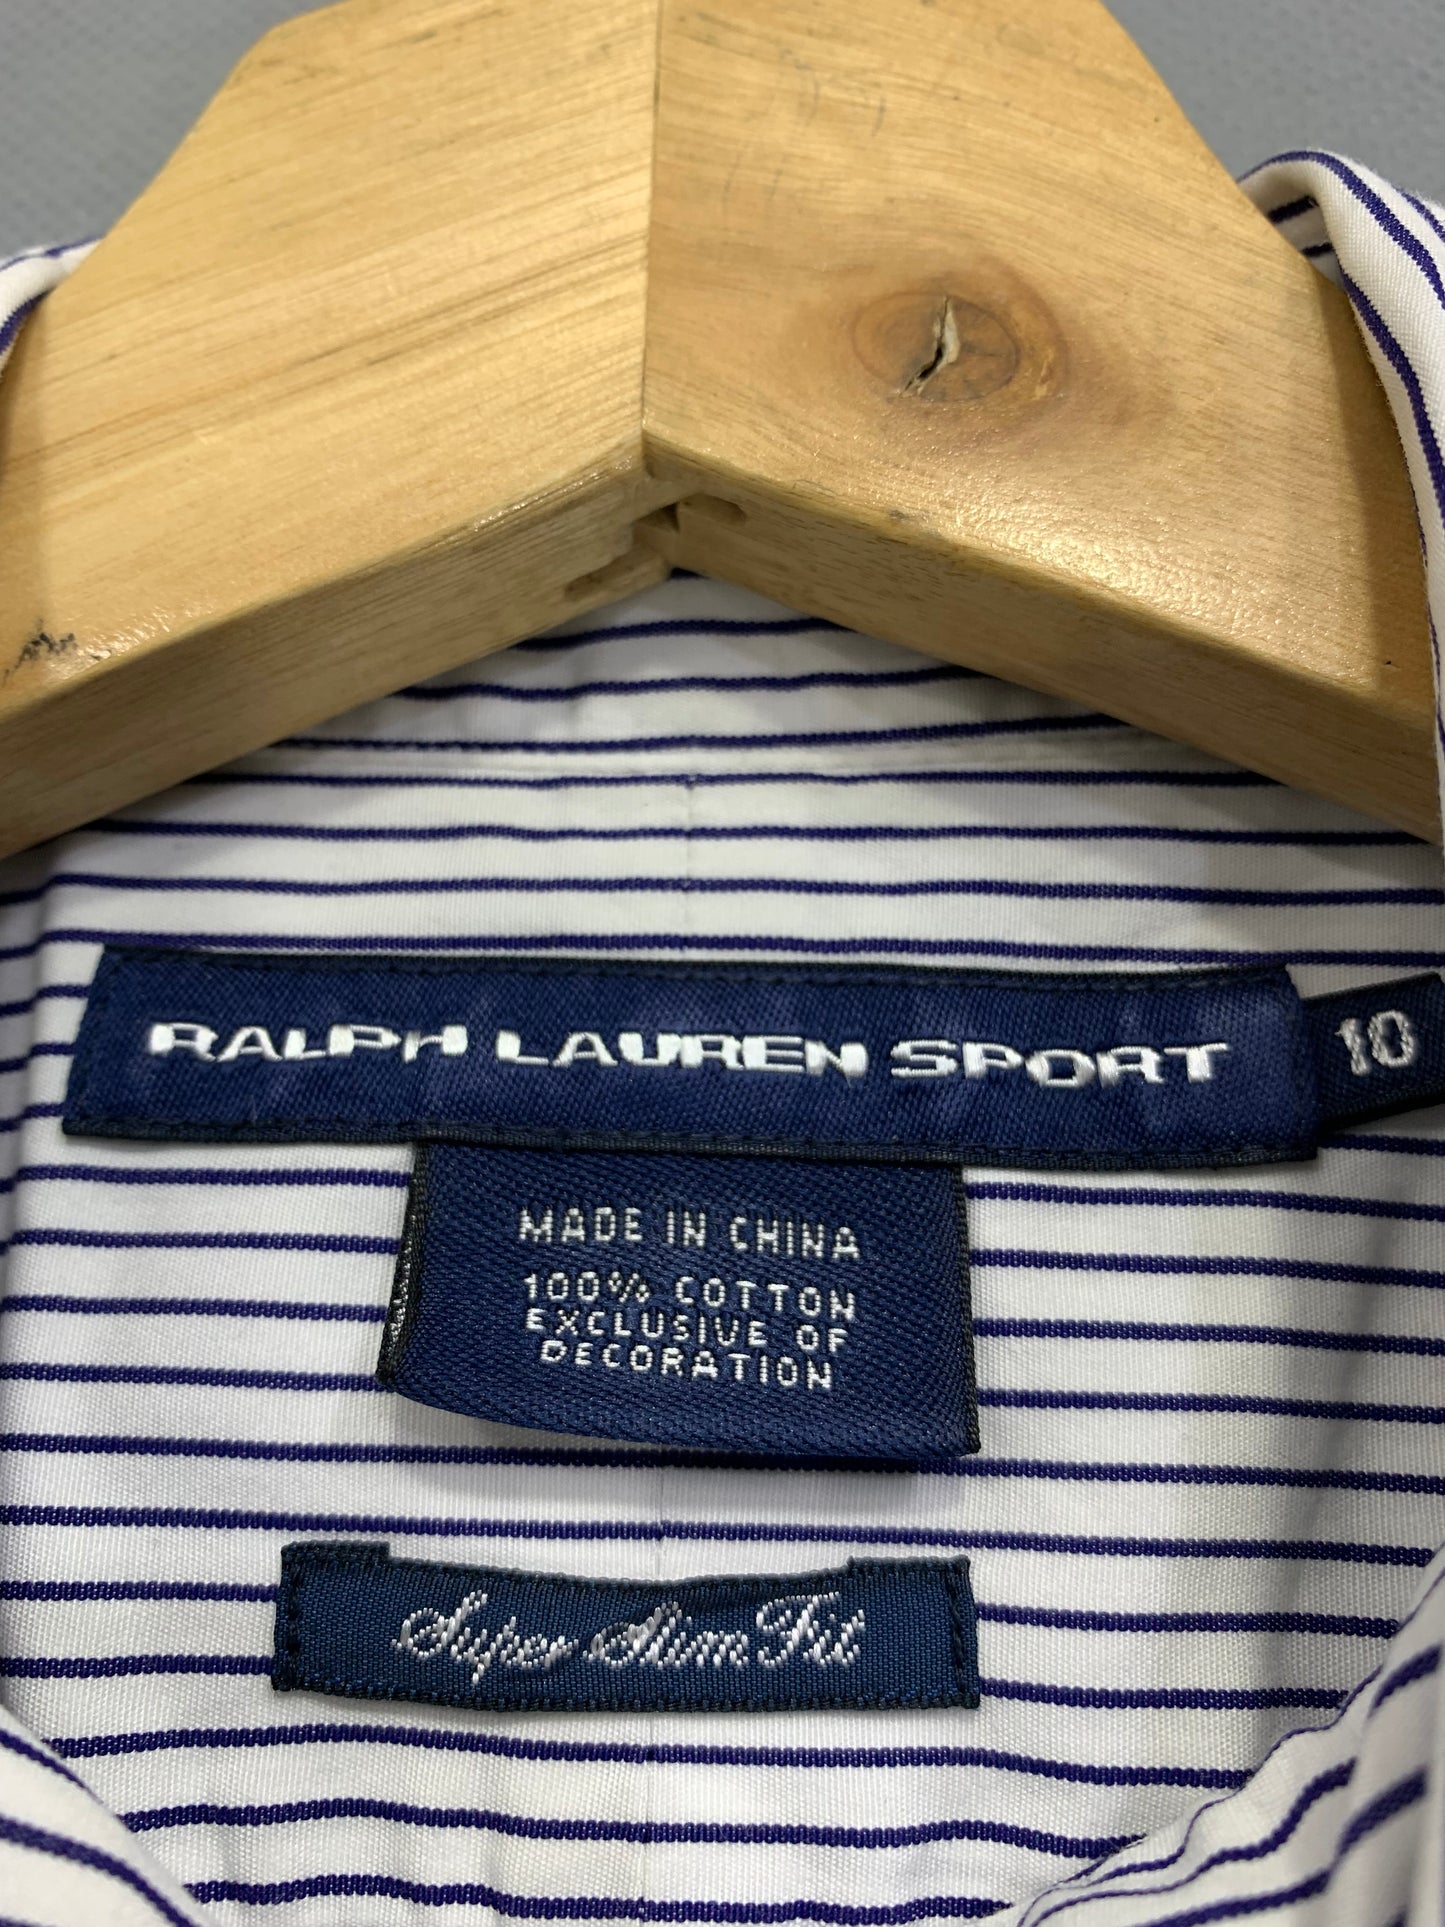 RALPH LAUREN SPORT
10
MADE IN CHINA
100% COTTON
EXCLUSIVE OF
DECORATION
Super Slim Fit